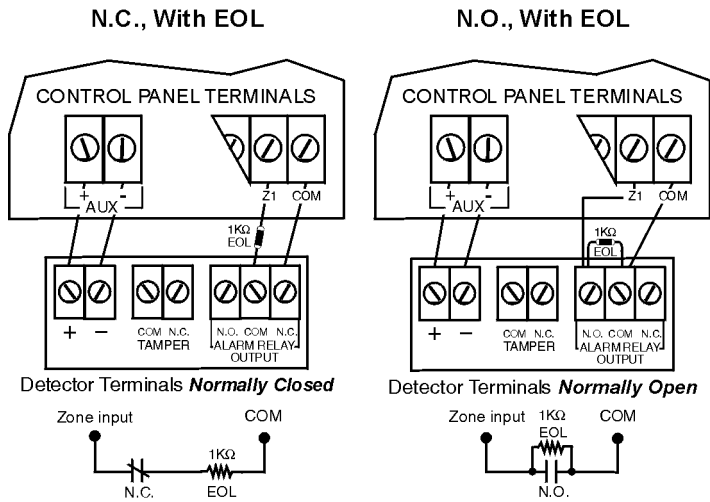 N.C., With EOL
N.O., With EOL
CONTROL PANEL TERMINALS
+ -
AUX
Z1 COM
1KΩ
EOL
+ −
COM N.C.
TAMPER
N.O. COM N.C.
ALARM RELAY
OUTPUT
Detector Terminals Normally Closed
Zone input
COM
1KΩ
N.C.
EOL
CONTROL PANEL TERMINALS
+ -
AUX
Z1 COM
1KΩ
EOL
+ −
COM N.C.
TAMPER
N.O. COM N.C.
ALARM RELAY
OUTPUT
Detector Terminals Normally Open
Zone input
1KΩ
EOL
COM
N.O.